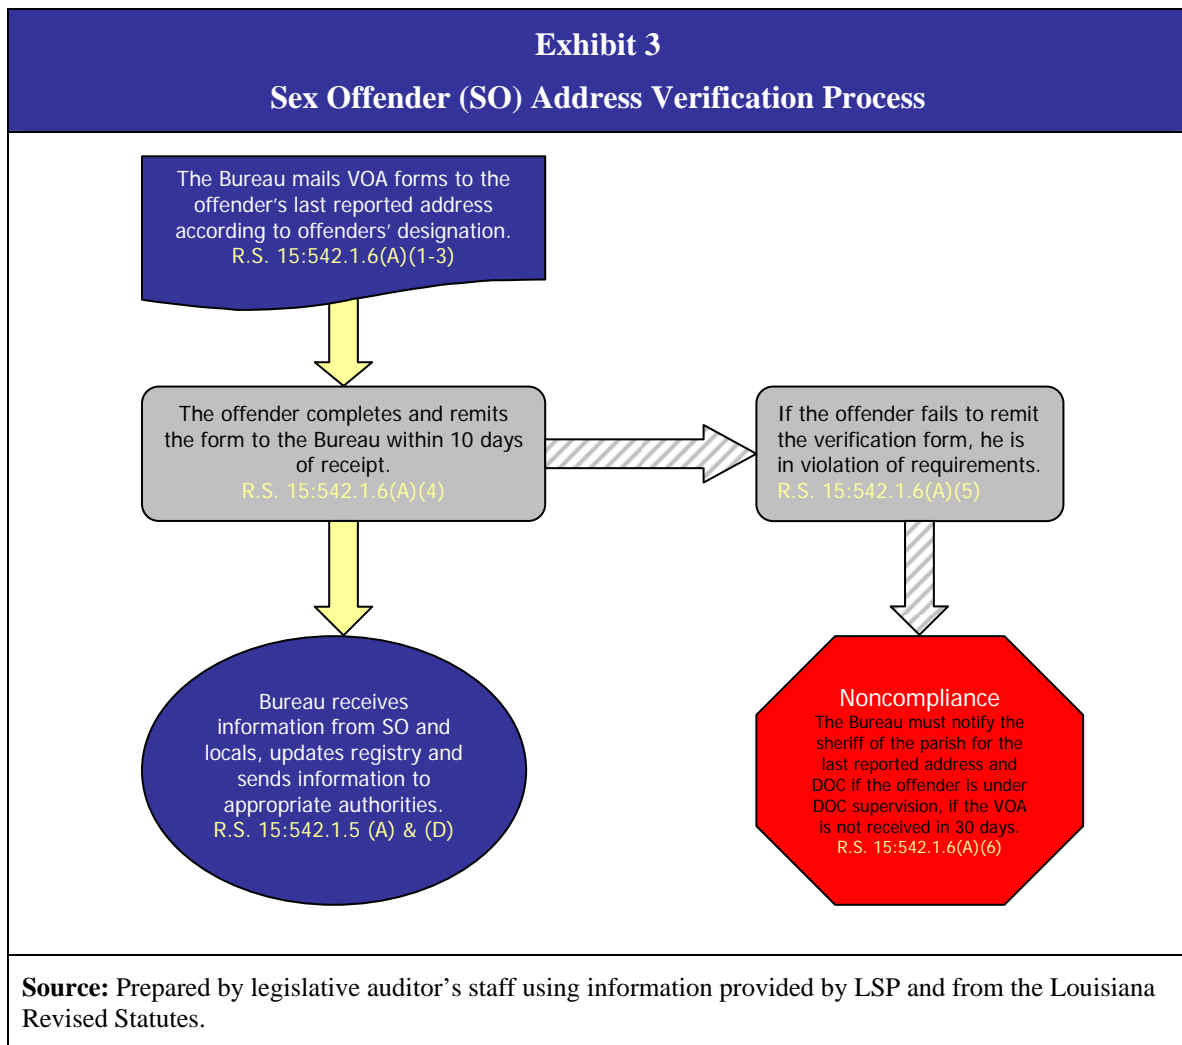 Exhibit 3
Sex Offender (SO) Address Verification Process
The Bureau mails VOA forms to the
offender's last reported address
according to offenders' designation.
R.S. 15:542.1.6(A)(1-3)
The offender completes and remits
the form to the Bureau within 10 days
of receipt.
R.S. 15:542.1.6(A)(4)
If the offender fails to remit
the verification form, he is
in violation of requirements.
R.S. 15:542.1.6(A)(5)
Bureau receives
information from SO and
locals, updates registry and
sends information to
appropriate authorities.
R.S. 15:542.1.5 (A) & (D)
Noncompliance
The Bureau must notify the
sheriff of the parish for the
last reported address and
DOC if the offender is under
DOC supervision, if the VOA
is not received in 30 days.
R.S. 15:542.1.6(A)(6)
Source: Prepared by legislative auditor's staff using information provided by LSP and from the Louisiana
Revised Statutes.